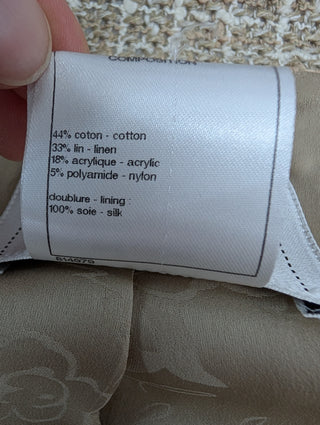 COMPOSITION
44% coton - cotton
33% lin - linen
18% acrylique - acrylic
5% polyamide - nylon
doublure - lining :
100% soie - silk